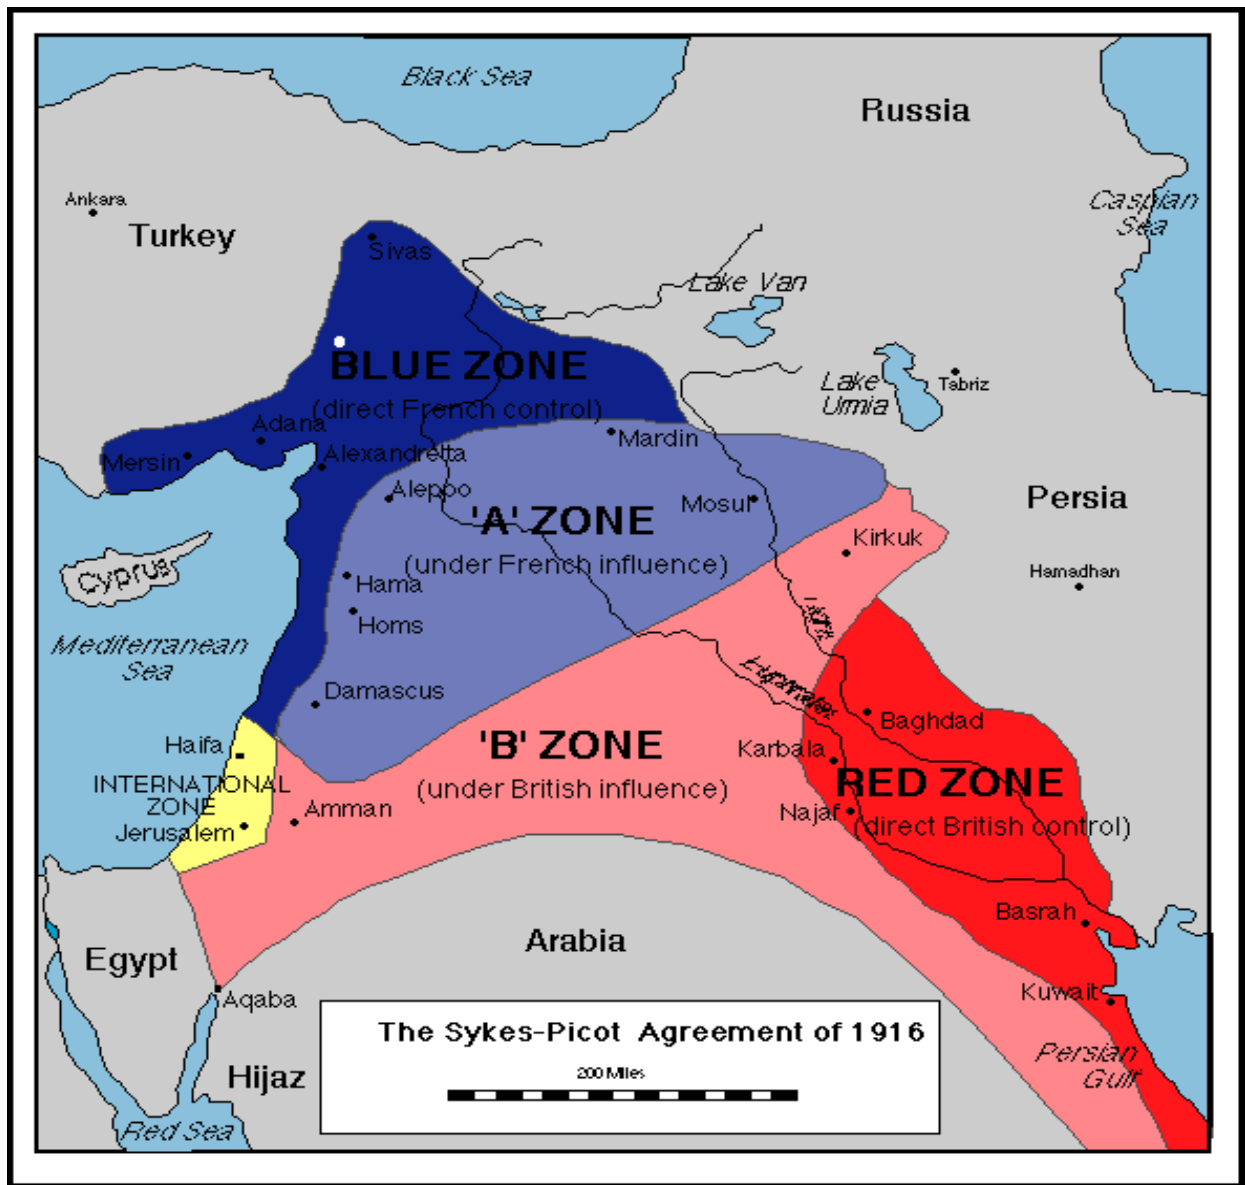 Black Sea
Russia
Ankara
Caspian
Sea
Turkey
Sivas
Lake Van
BLUE ZONE
Lake
Urmia
Tabriz
(direct French control)
Adana
Mardin
Mersin
Alexandretta
Aleppo
Mosul
Persia
'A' ZONE
Kirkuk
(under French influence)
Hamadhan
Cyprus
Hama
Homs
Tigris
Mediterranean
Sea
Euphrates
Damascus
Baghdad
Haifa
'B' ZONE
Karbala
INTERNATIONAL
ZONE
(under British influence)
RED ZONE
Amman
Najaf
(direct British control)
Jerusalem
Basrah
Arabia
Egypt
Kuwait
Aqaba
The Sykes-Picot Agreement of 1916
Persian
Gulf
200 Miles
Hijaz
Red Sea